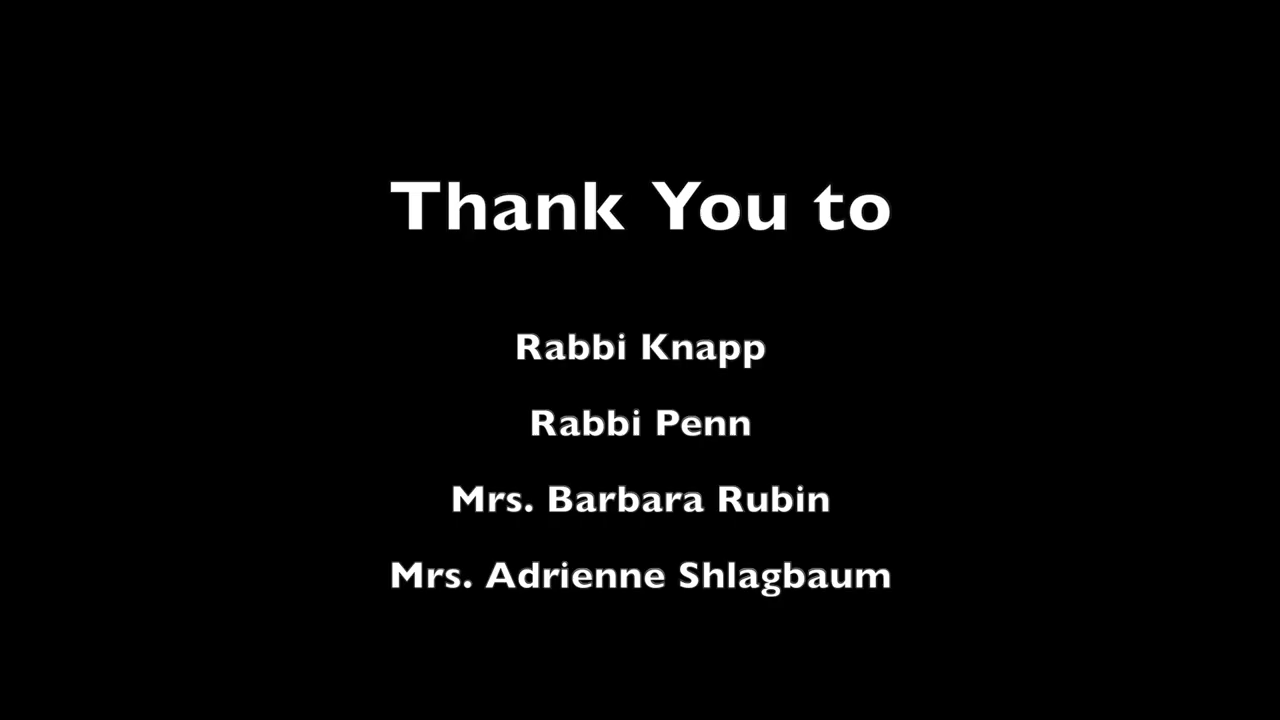 Thank You to
Rabbi Knapp
Rabbi Penn
Mrs. Barbara Rubin
Mrs. Adrienne Shlagbaum